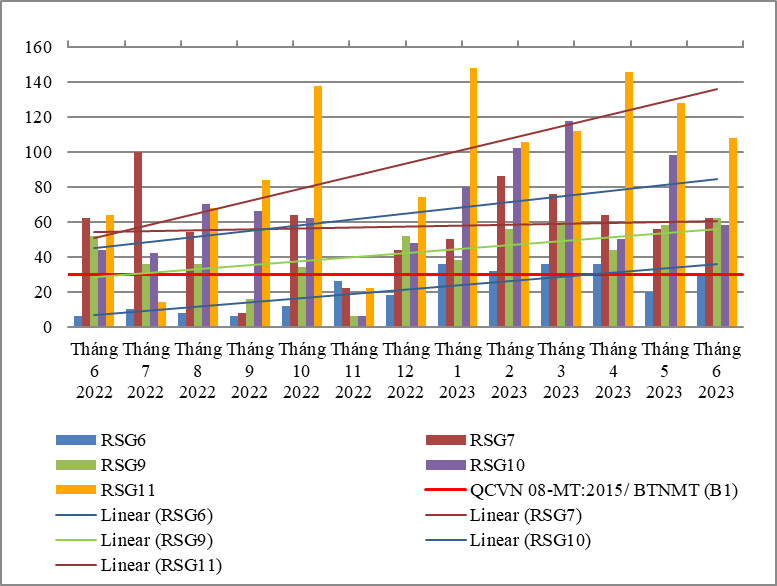 160
140
120
100
80
60
40
20
0
Tháng Tháng Tháng Tháng Tháng Tháng Tháng Tháng Tháng Tháng Tháng Tháng Tháng
6 7 8 9 10 11 12 1 2 3 4 5 6
2022 2022 2022 2022 2022 2022 2022 2023 2023 2023 2023 2023 2023
RSG6 RSG7
RSG9 RSG10
RSG11 QCVN 08-MT:2015/ BTNMT (B1)
Linear (RSG6) Linear (RSG7)
Linear (RSG9) Linear (RSG10)
Linear (RSG11)